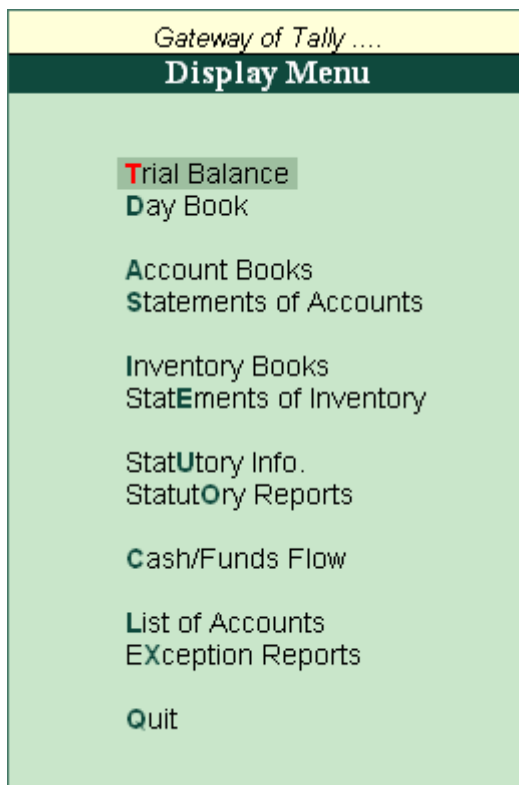 Gateway of Tally ....
Display Menu
Trial Balance
Day Book
Account Books
Statements of Accounts
Inventory Books
StatEments of Inventory
StatUtory Info.
StatutOry Reports
Cash/Funds Flow
List of Accounts
EXception Reports
Quit